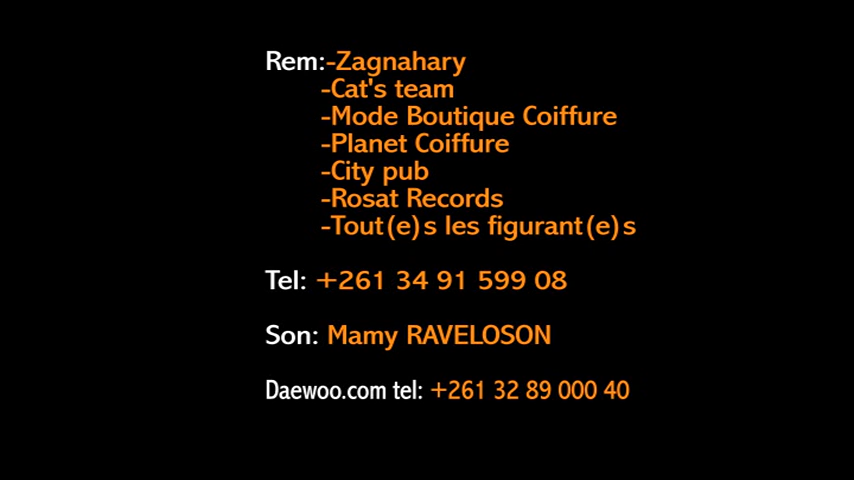 Rem:-Zagnahary
-Cat's team
-Mode Boutique Coiffure
-Planet Coiffure
-City pub
-Rosat Records
-Tout(e)s les figurant(e)s
Tel: +261 34 91 599 08
Son: Mamy RAVELOSON
Daewoo.com tel: +261 32 89 000 40